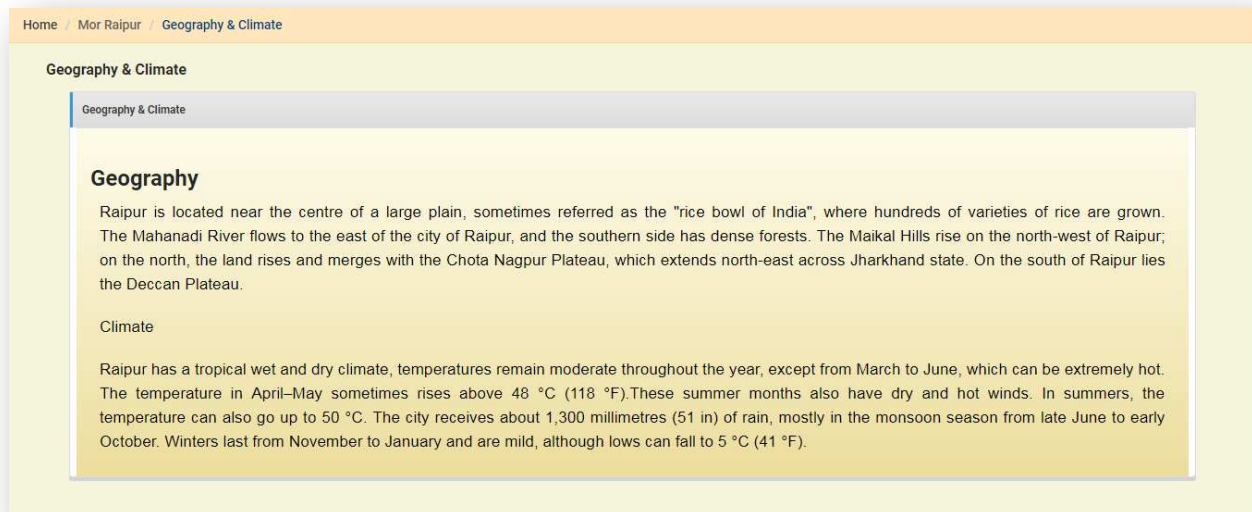 Home / Mor Raipur / Geography & Climate
Geography & Climate
Geography & Climate
Geography
Raipur is located near the centre of a large plain, sometimes referred as the "rice bowl of India", where hundreds of varieties of rice are grown.
The Mahanadi River flows to the east of the city of Raipur, and the southern side has dense forests. The Maikal Hills rise on the north-west of Raipur;
on the north, the land rises and merges with the Chota Nagpur Plateau, which extends north-east across Jharkhand state. On the south of Raipur lies
the Deccan Plateau.
Climate
Raipur has a tropical wet and dry climate, temperatures remain moderate throughout the year, except from March to June, which can be extremely hot.
The temperature in April–May sometimes rises above 48 °C (118 °F).These summer months also have dry and hot winds. In summers, the
temperature can also go up to 50 °C. The city receives about 1,300 millimetres (51 in) of rain, mostly in the monsoon season from late June to early
October. Winters last from November to January and are mild, although lows can fall to 5 °C (41 °F).